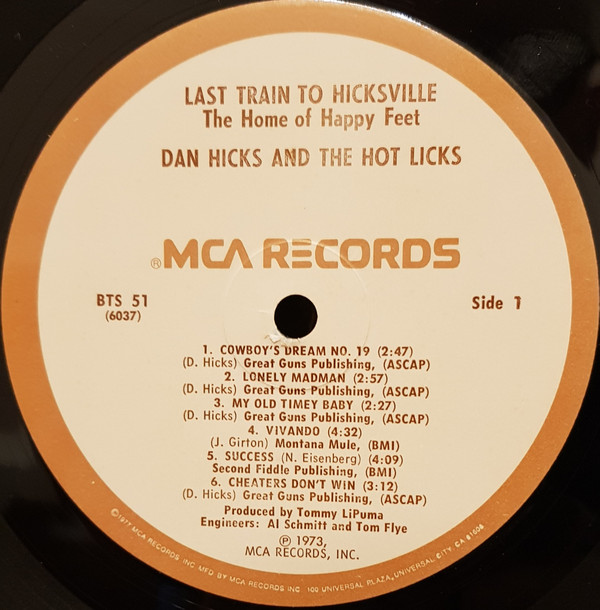 LAST TRAIN TO HICKSVILLE
The Home of Happy Feet
DAN HICKS AND THE HOT LICKS
®MCA RECORDS
BTS 51
(6037)
Side 1
1. COWBOY'S DREAM NO. 19 (2:47)
(D. Hicks) Great Guns Publishing, (ASCAP)
2. LONELY MADMAN (2:57)
(D. Hicks) Great Guns Publishing, (ASCAP)
3. MY OLD TIMEY BABY (2:27)
(D. Hicks) Great Guns Publishing, (ASCAP)
4. VIVANDO (4:32)
(J. Girton) Montana Mule, (BMI)
5. SUCCESS (N. Eisenberg) (4:09)
Second Fiddle Publishing, (BMI)
6. CHEATERS DON'T WIN (3:12)
(D. Hicks) Great Guns Publishing, (ASCAP)
Produced by Tommy LiPuma
Engineers: Al Schmitt and Tom Flye
℗ 1973,
MCA RECORDS, INC.
©1977 MCA RECORDS INC. MFD BY MCA RECORDS INC. 100 UNIVERSAL PLAZA, UNIVERSAL CITY, CA 91608